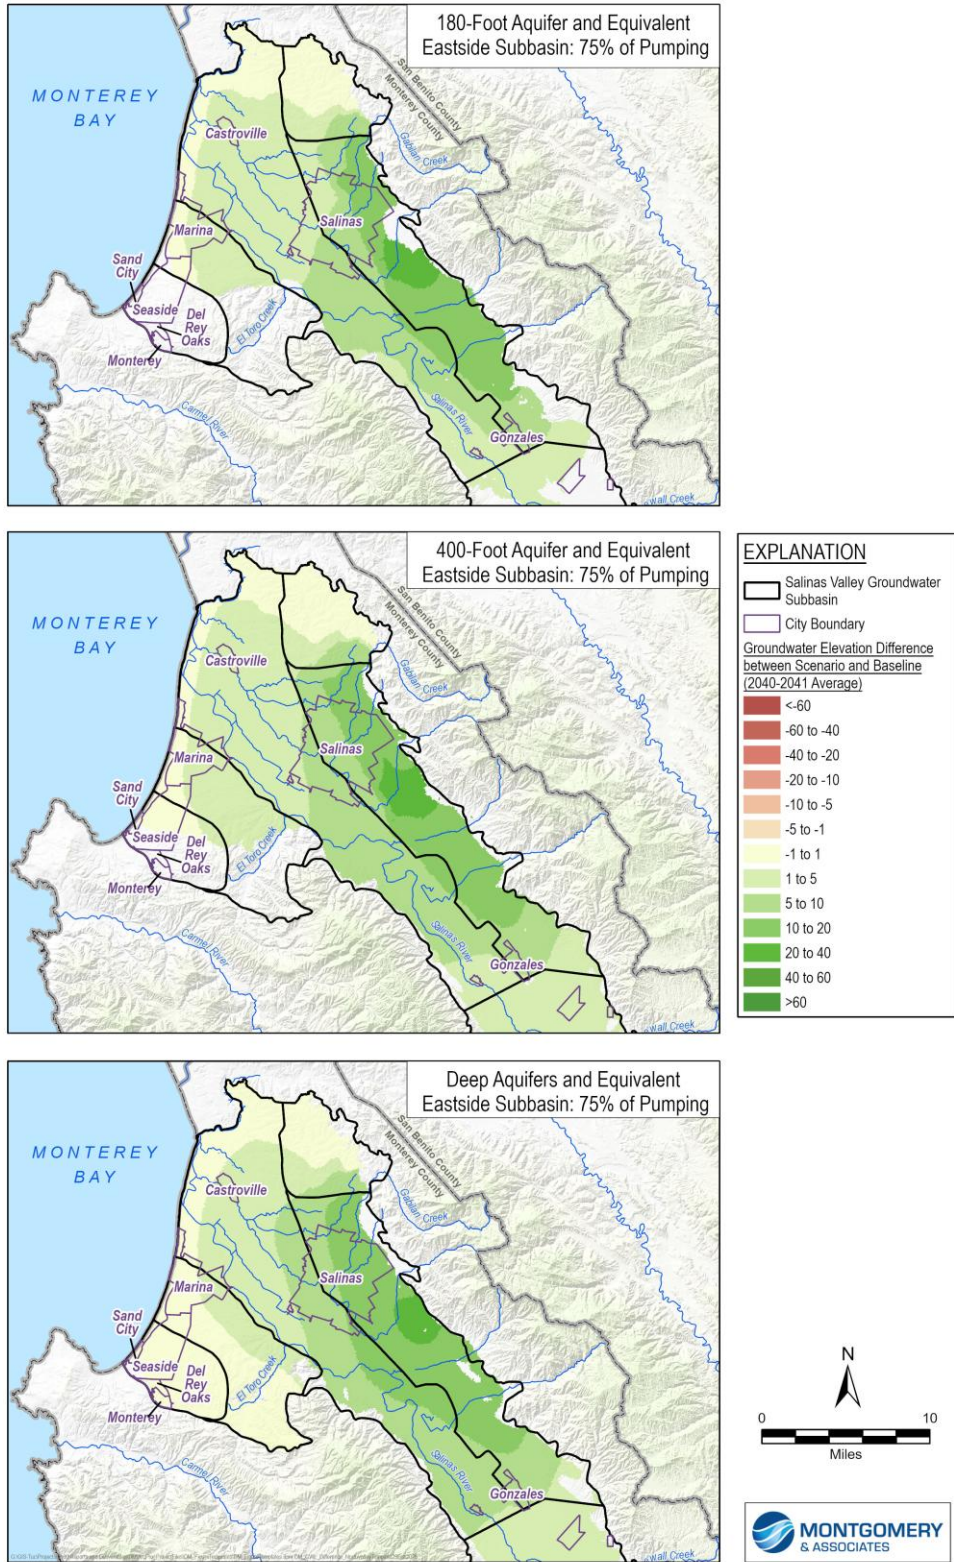 180-Foot Aquifer and Equivalent
Eastside Subbasin: 75% of Pumping
San Benito County
Monterey County
MONTEREY
BAY
Castroville
Gabilan Creek
Salinas
Marina
Sand
City
Seaside
Del
Rey
Oaks
Monterey
El Toro Creek
Carmel River
Salinas River
Gonzales
wall Creek
400-Foot Aquifer and Equivalent
Eastside Subbasin: 75% of Pumping
San Benito County
Monterey County
MONTEREY
BAY
Castroville
Gabilan Creek
Salinas
Marina
Sand
City
Seaside
Del
Rey
Oaks
Monterey
El Toro Creek
Carmel River
Salinas River
Gonzales
wall Creek
EXPLANATION
Salinas Valley Groundwater
Subbasin
City Boundary
Groundwater Elevation Difference
between Scenario and Baseline
(2040-2041 Average)
<-60
-60 to -40
-40 to -20
-20 to -10
-10 to -5
-5 to -1
-1 to 1
1 to 5
5 to 10
10 to 20
20 to 40
40 to 60
>60
Deep Aquifers and Equivalent
Eastside Subbasin: 75% of Pumping
San Benito County
Monterey County
MONTEREY
BAY
Castroville
Gabilan Creek
Salinas
Marina
Sand
City
Seaside
Del
Rey
Oaks
Monterey
El Toro Creek
Carmel River
Salinas River
Gonzales
N
0 10
Miles
MONTGOMERY
& ASSOCIATES